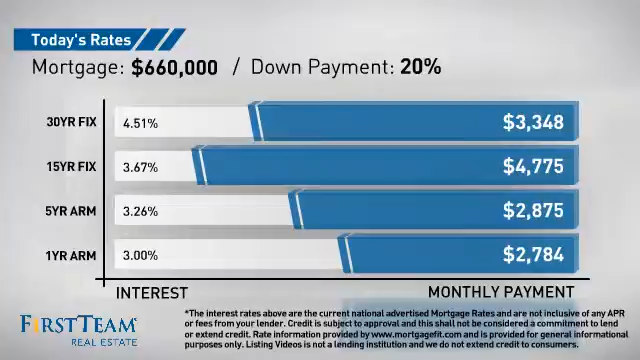 Today's Rates
Mortgage: $660,000 / Down Payment: 20%
30YR FIX 4.51% $3,348
15YR FIX 3.67% $4,775
5YR ARM 3.26% $2,875
1YR ARM 3.00% $2,784
INTEREST MONTHLY PAYMENT
FIRSTTEAM®
REAL ESTATE
*The interest rates above are the current national advertised Mortgage Rates and are not inclusive of any APR
or fees from your lender. Credit is subject to approval and this shall not be considered a commitment to lend
or extend credit. Rate information provided by www.mortgagefit.com and is provided for general informational
purposes only. Listing Videos is not a lending institution and we do not extend credit to consumers.